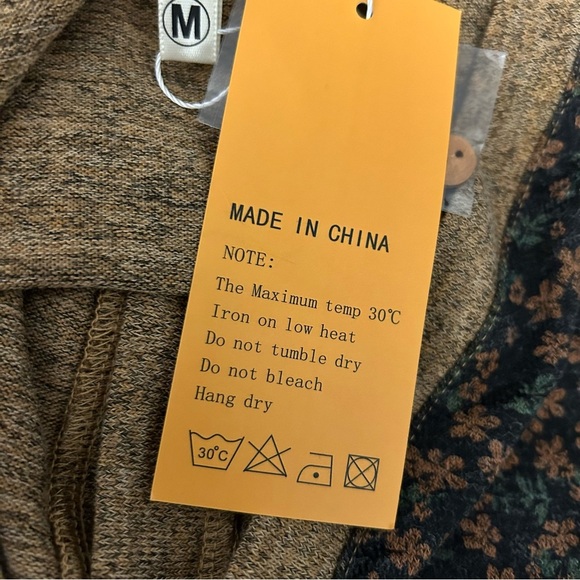 M
MADE IN CHINA
NOTE:
The Maximum temp 30℃
Iron on low heat
Do not tumble dry
Do not bleach
Hang dry
30℃